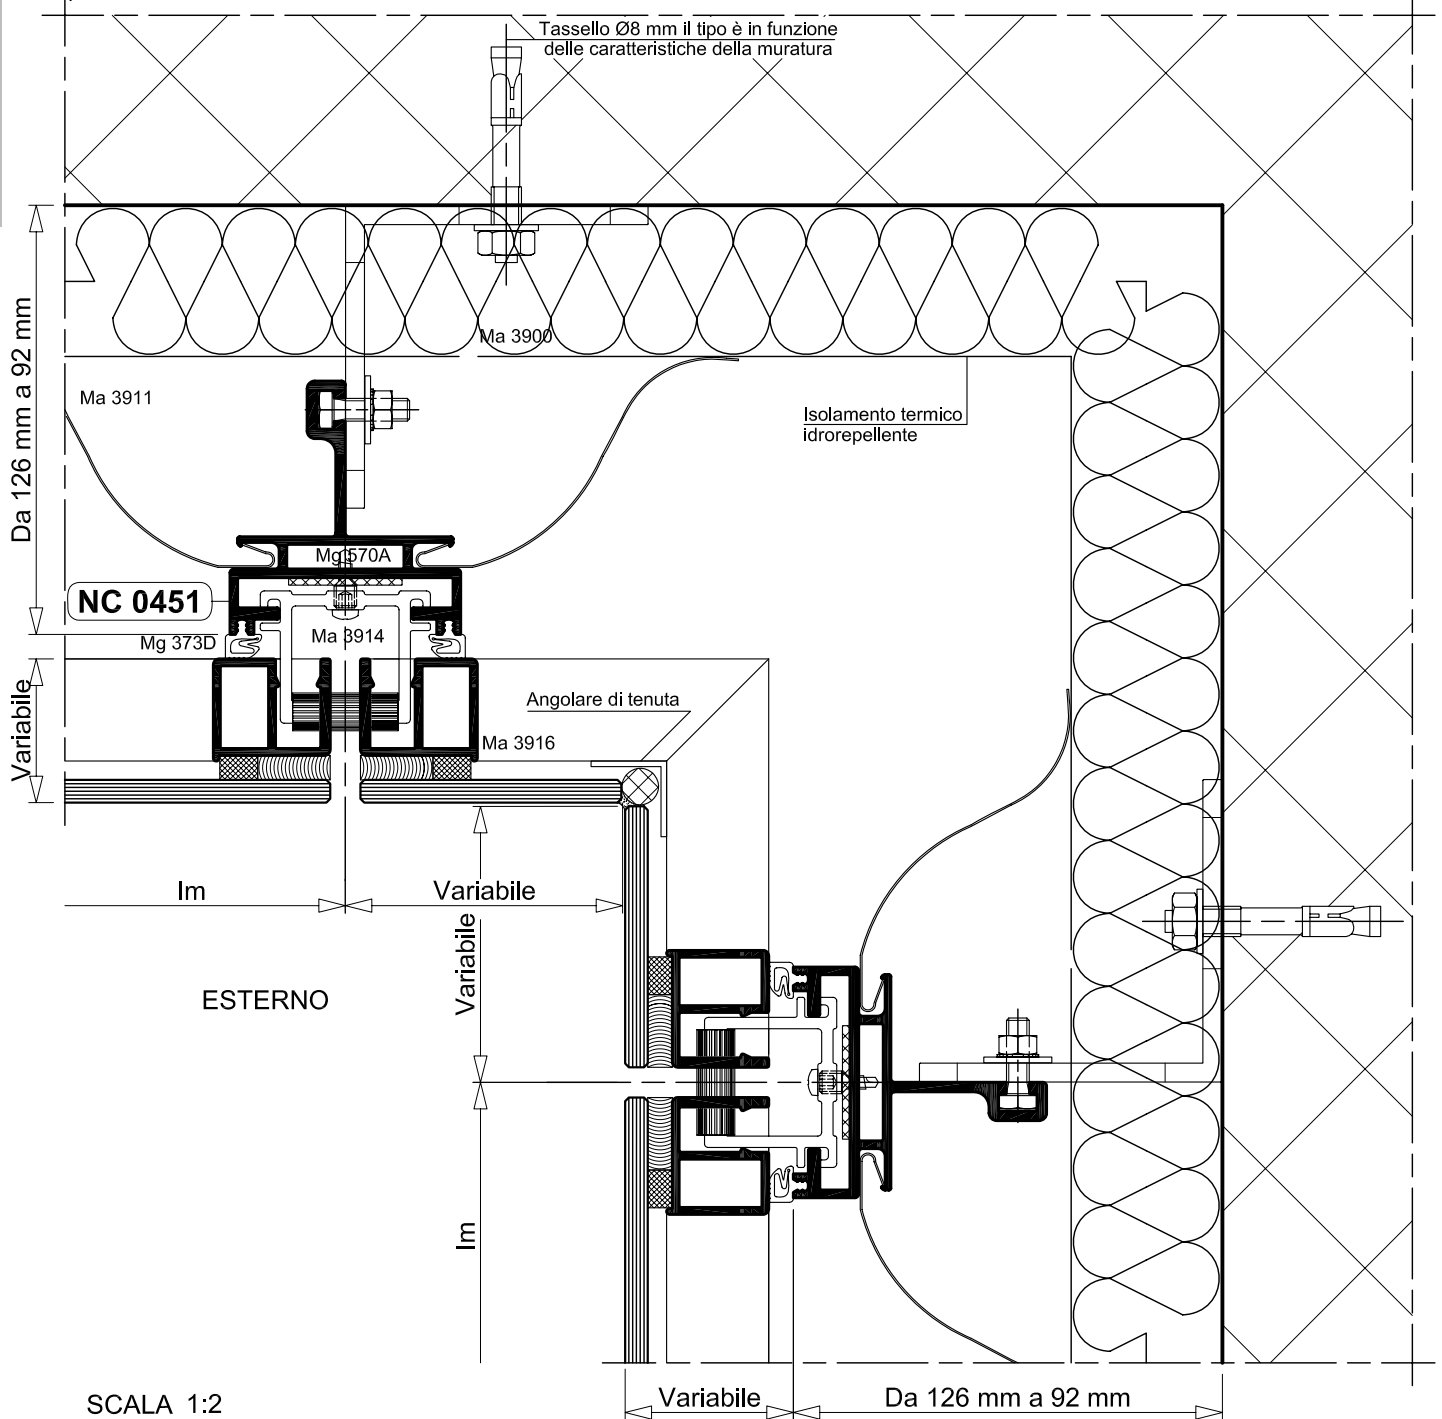 Tassello Ø8 mm il tipo è in funzione
delle caratteristiche della muratura
Da 126 mm a 92 mm
Ma 3900
Ma 3911
Isolamento termico
idrorepellente
Mg 570A
NC 0451
Mg 373D
Ma 3914
Variabile
Angolare di tenuta
Ma 3916
Im
Variabile
Variabile
ESTERNO
Im
SCALA 1:2
Variabile
Da 126 mm a 92 mm